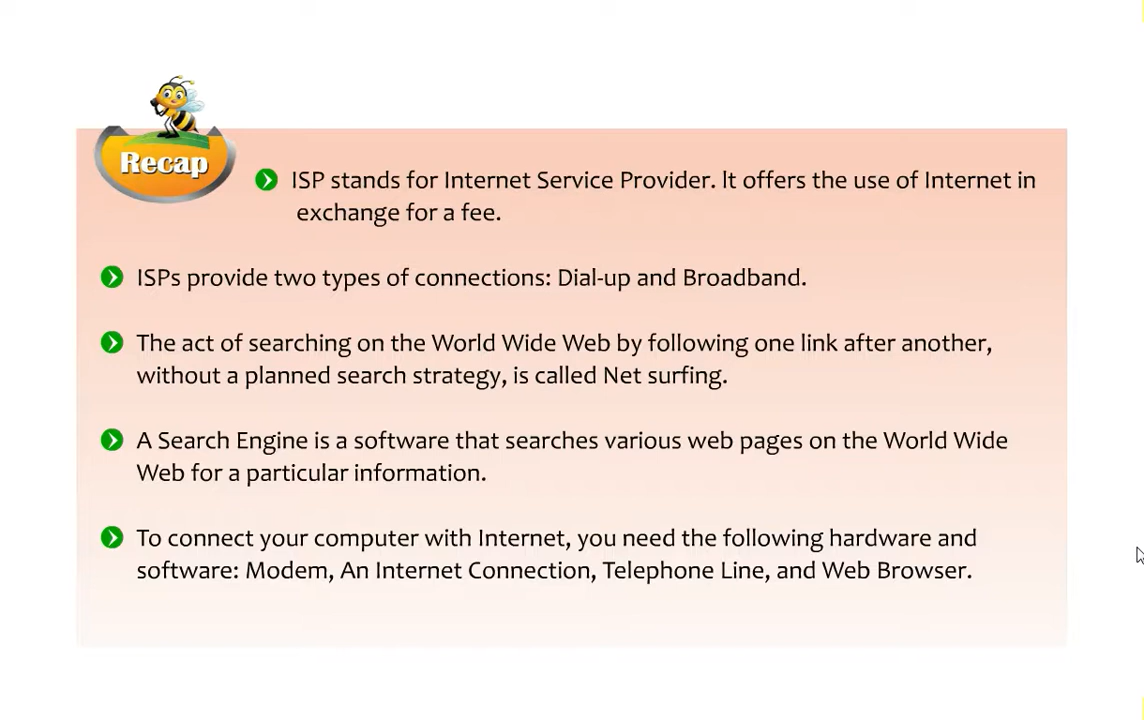 Recap
ISP stands for Internet Service Provider. It offers the use of Internet in
exchange for a fee.
ISPs provide two types of connections: Dial-up and Broadband.
The act of searching on the World Wide Web by following one link after another,
without a planned search strategy, is called Net surfing.
A Search Engine is a software that searches various web pages on the World Wide
Web for a particular information.
To connect your computer with Internet, you need the following hardware and
software: Modem, An Internet Connection, Telephone Line, and Web Browser.